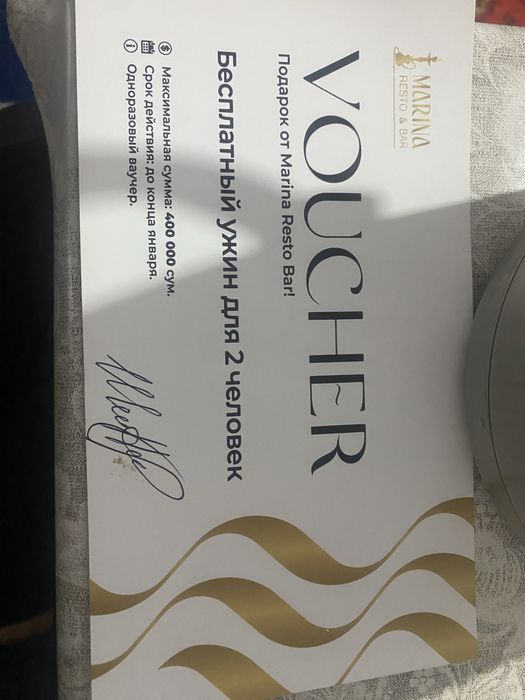 MARINA
RESTO & BAR
VOUCHER
Подарок от Marina Resto Bar!
Бесплатный ужин для 2 человек
Максимальная сумма: 400 000 сум.
Срок действия: до конца января.
Одноразовый ваучер.